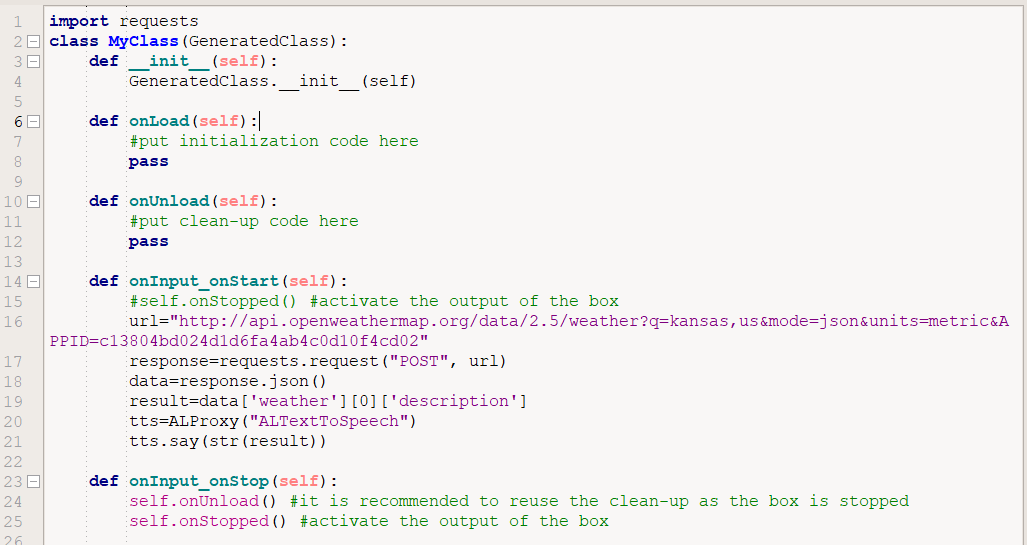 1 import requests
2 class MyClass(GeneratedClass):
3 def __init__(self):
4 GeneratedClass.__init__(self)
5
6 def onLoad(self):
7 #put initialization code here
8 pass
9
10 def onUnload(self):
11 #put clean-up code here
12 pass
13
14 def onInput_onStart(self):
15 #self.onStopped() #activate the output of the box
16 url="http://api.openweathermap.org/data/2.5/weather?q=kansas,us&mode=json&units=metric&A
PPID=c13804bd024d1d6fa4ab4c0d10f4cd02"
17 response=requests.request("POST", url)
18 data=response.json()
19 result=data['weather'][0]['description']
20 tts=ALProxy("ALTextToSpeech")
21 tts.say(str(result))
22
23 def onInput_onStop(self):
24 self.onUnload() #it is recommended to reuse the clean-up as the box is stopped
25 self.onStopped() #activate the output of the box
26